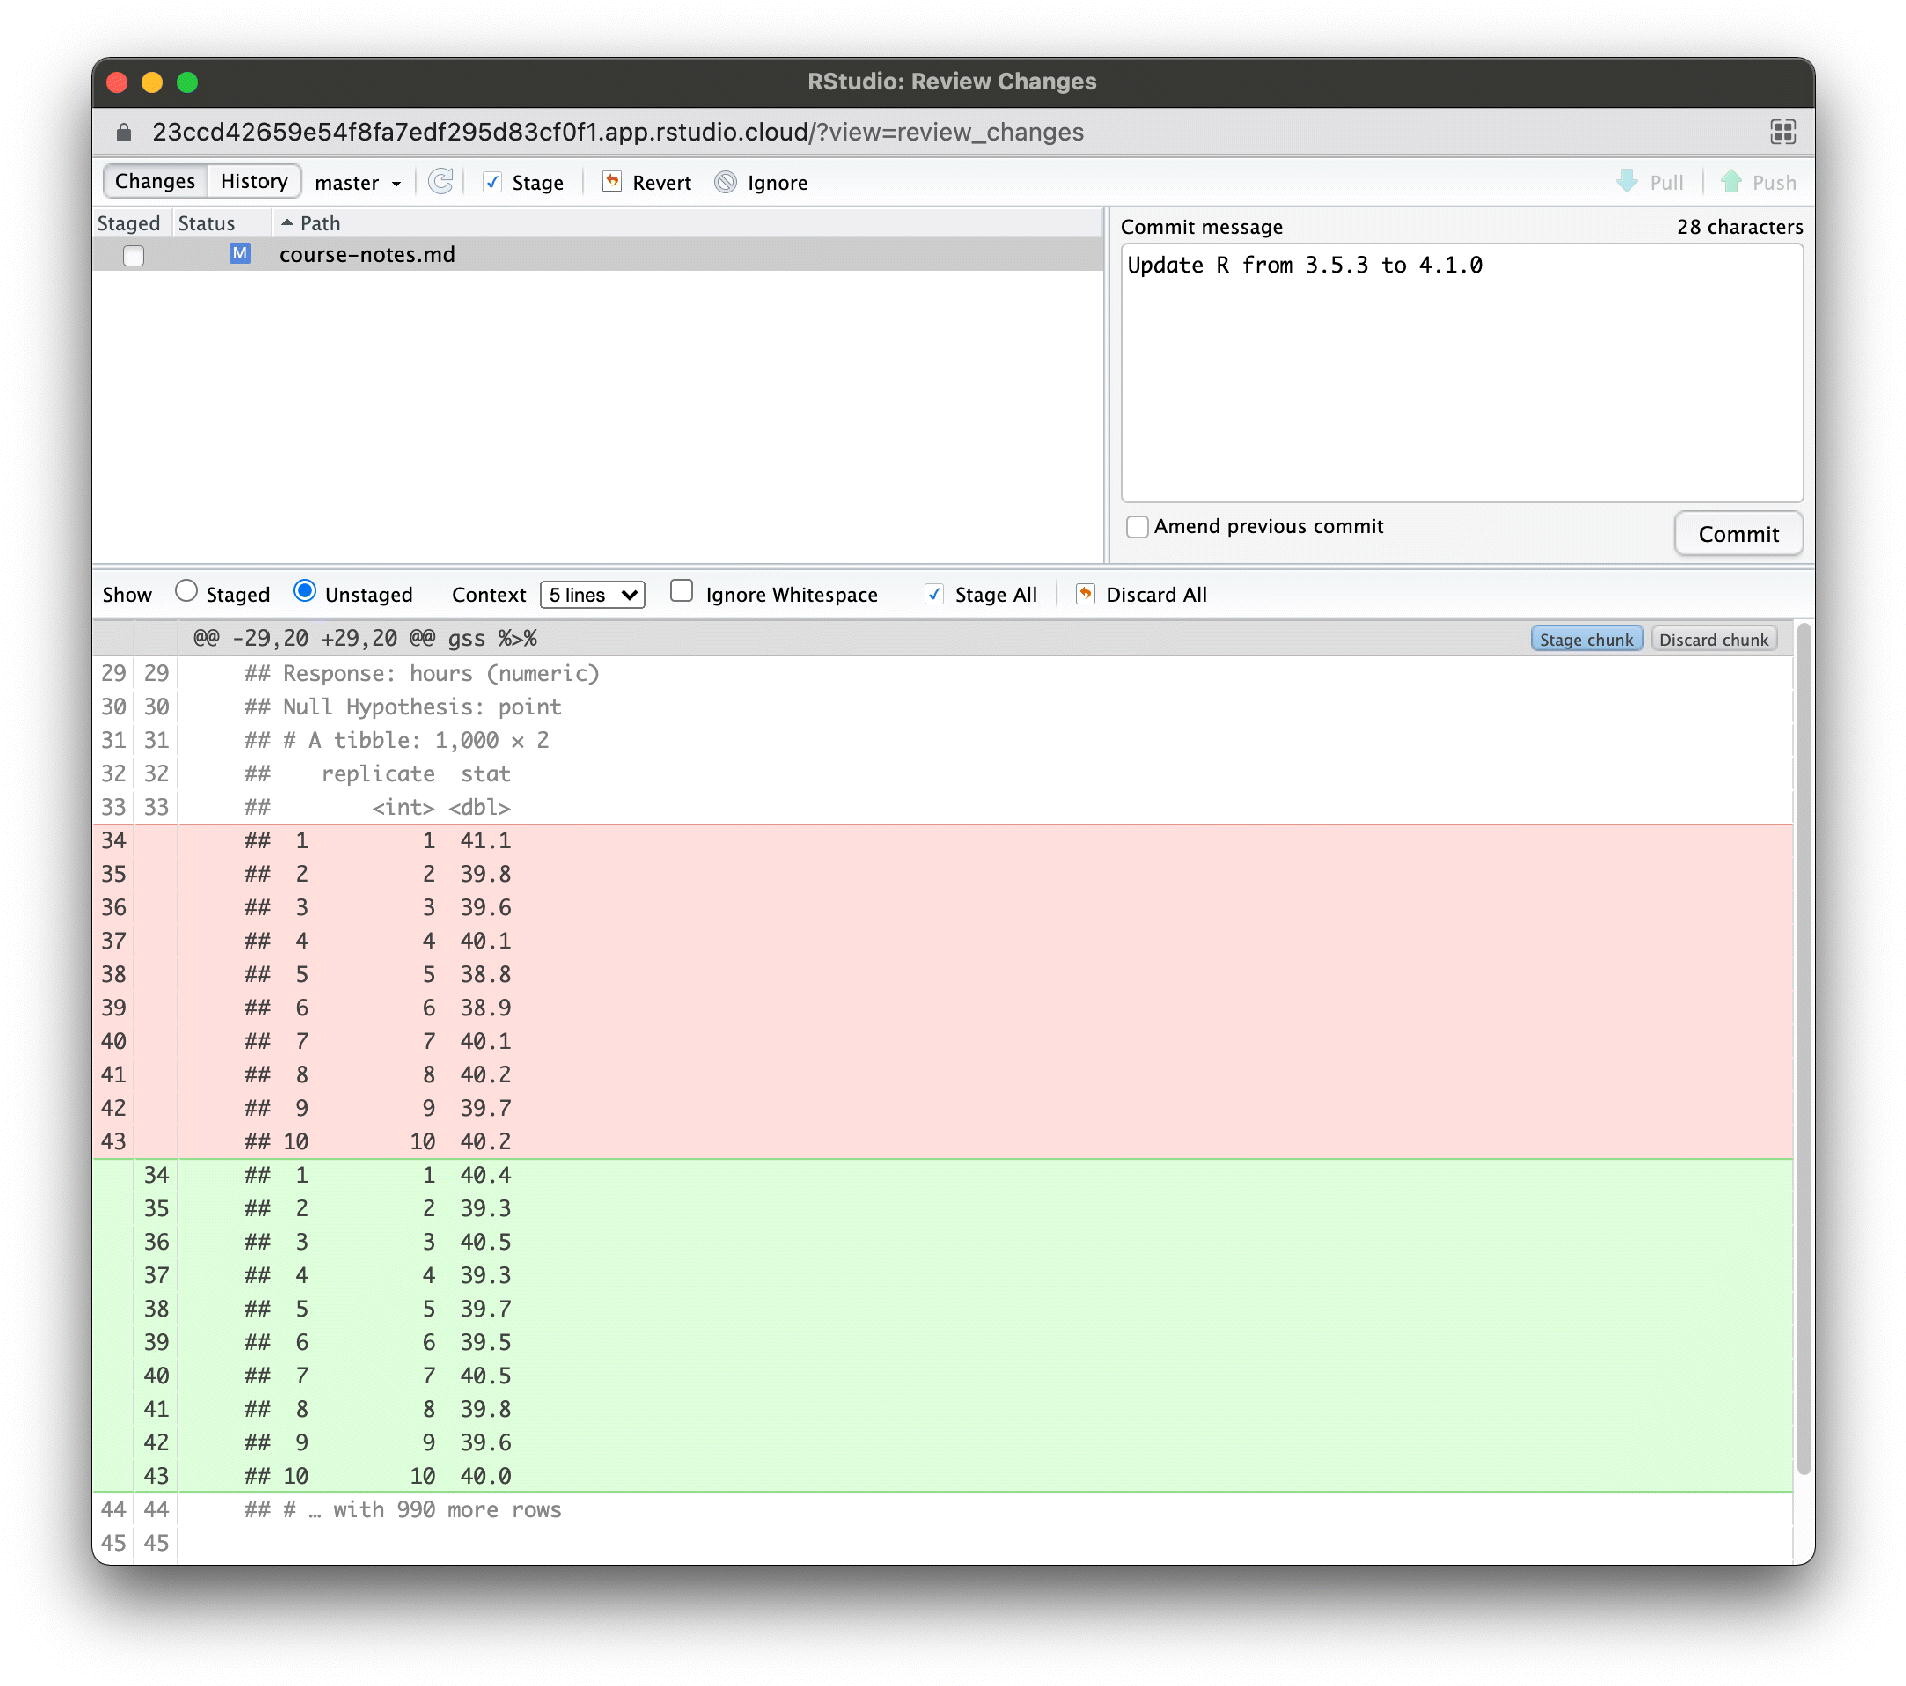 RStudio: Review Changes
23ccd42659e54f8fa7edf295d83cf0f1.app.rstudio.cloud/?view=review_changes
Changes History master Stage Revert Ignore Pull Push
Staged Status Path
M course-notes.md
Commit message 28 characters
Update R from 3.5.3 to 4.1.0
Amend previous commit
Commit
Show Staged Unstaged Context 5 lines Ignore Whitespace Stage All Discard All
@@ -29,20 +29,20 @@ gss %>% Stage chunk Discard chunk
29 29 ## Response: hours (numeric)
30 30 ## Null Hypothesis: point
31 31 ## # A tibble: 1,000 × 2
32 32 ## replicate stat
33 33 ## <int> <dbl>
34 ## 1 1 41.1
35 ## 2 2 39.8
36 ## 3 3 39.6
37 ## 4 4 40.1
38 ## 5 5 38.8
39 ## 6 6 38.9
40 ## 7 7 40.1
41 ## 8 8 40.2
42 ## 9 9 39.7
43 ## 10 10 40.2
34 ## 1 1 40.4
35 ## 2 2 39.3
36 ## 3 3 40.5
37 ## 4 4 39.3
38 ## 5 5 39.7
39 ## 6 6 39.5
40 ## 7 7 40.5
41 ## 8 8 39.8
42 ## 9 9 39.6
43 ## 10 10 40.0
44 44 ## # … with 990 more rows
45 45